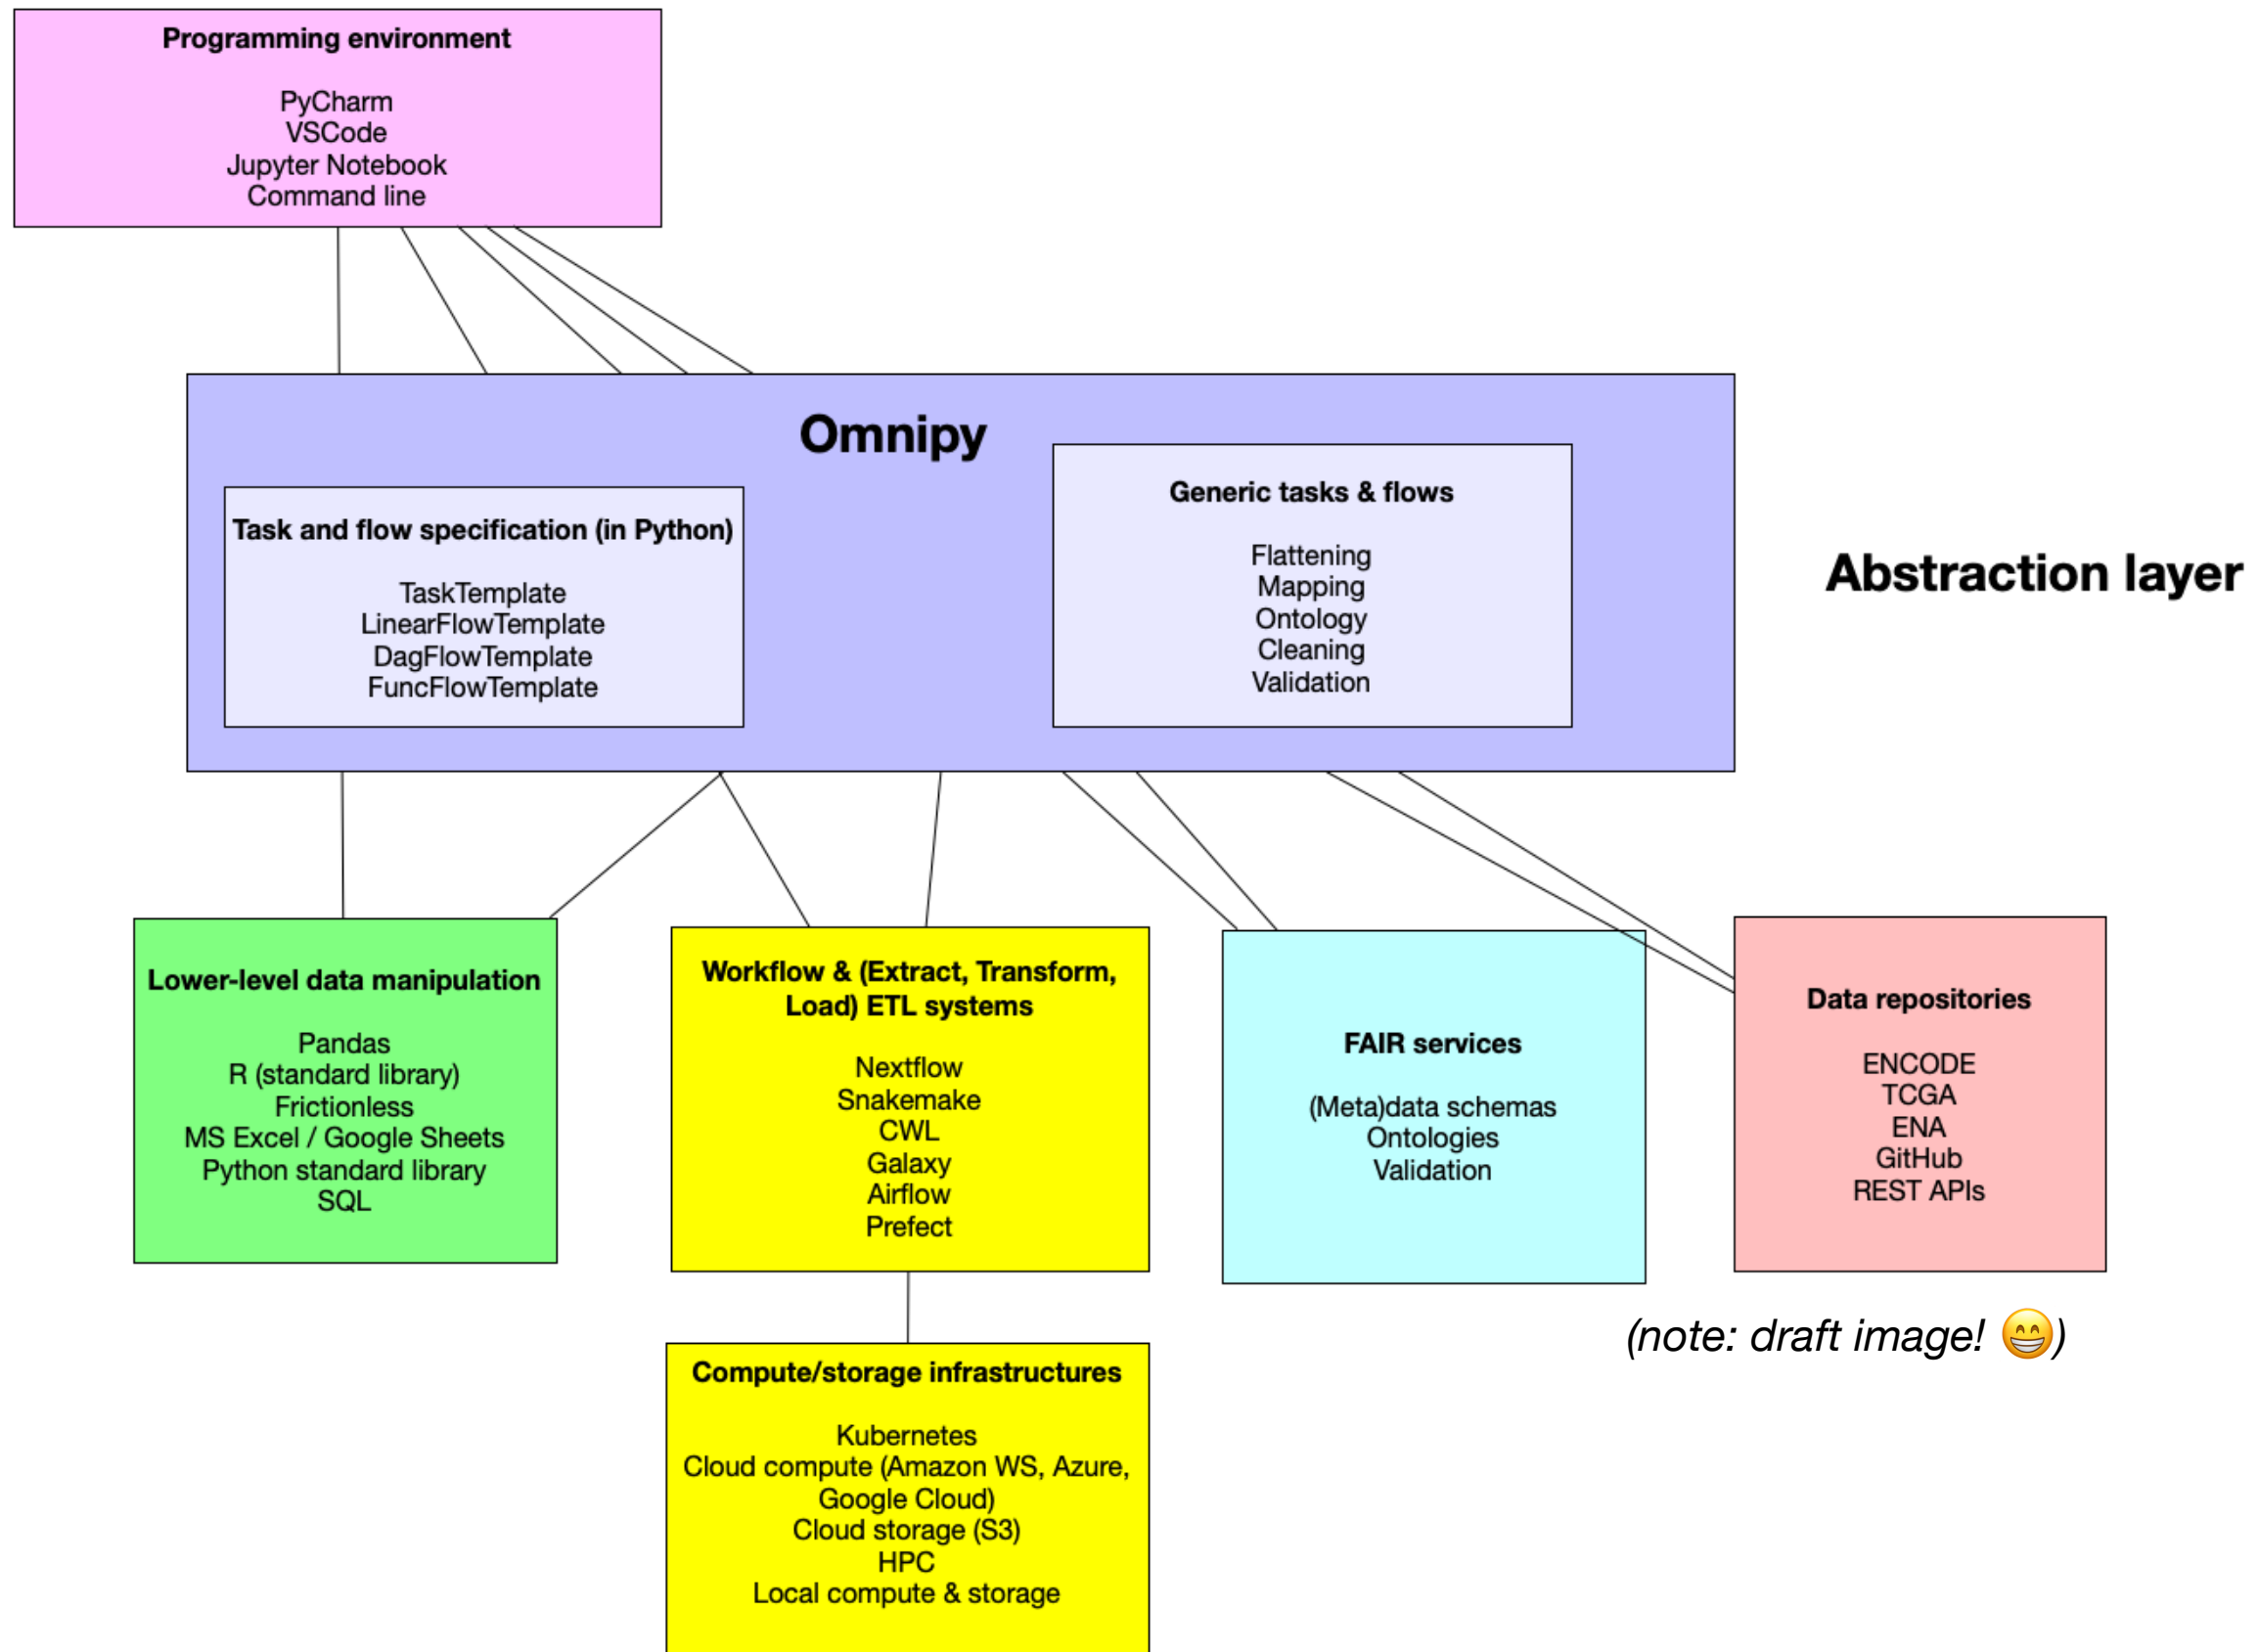 Programming environment
PyCharm
VSCode
Jupyter Notebook
Command line
Omnipy
Task and flow specification (in Python)
TaskTemplate
LinearFlowTemplate
DagFlowTemplate
FuncFlowTemplate
Generic tasks & flows
Flattening
Mapping
Ontology
Cleaning
Validation
Abstraction layer
Lower-level data manipulation
Pandas
R (standard library)
Frictionless
MS Excel / Google Sheets
Python standard library
SQL
Workflow & (Extract, Transform,
Load) ETL systems
Nextflow
Snakemake
CWL
Galaxy
Airflow
Prefect
FAIR services
(Meta)data schemas
Ontologies
Validation
Data repositories
ENCODE
TCGA
ENA
GitHub
REST APIs
(note: draft image! 😁)
Compute/storage infrastructures
Kubernetes
Cloud compute (Amazon WS, Azure,
Google Cloud)
Cloud storage (S3)
HPC
Local compute & storage